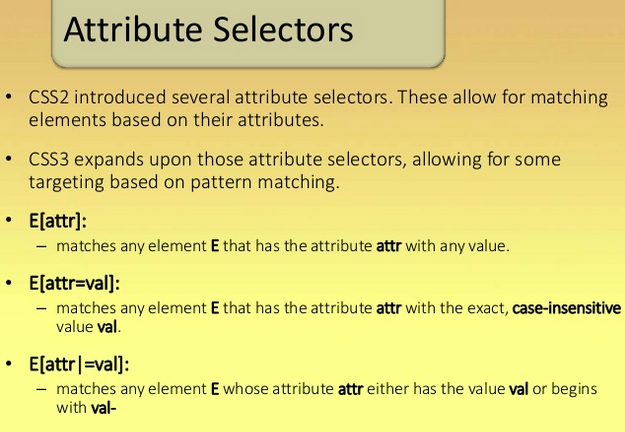 Attribute Selectors
• CSS2 introduced several attribute selectors. These allow for matching
elements based on their attributes.
• CSS3 expands upon those attribute selectors, allowing for some
targeting based on pattern matching.
• E[attr]:
– matches any element E that has the attribute attr with any value.
• E[attr=val]:
– matches any element E that has the attribute attr with the exact, case-insensitive
value val.
• E[attr|=val]:
– matches any element E whose attribute attr either has the value val or begins
with val-